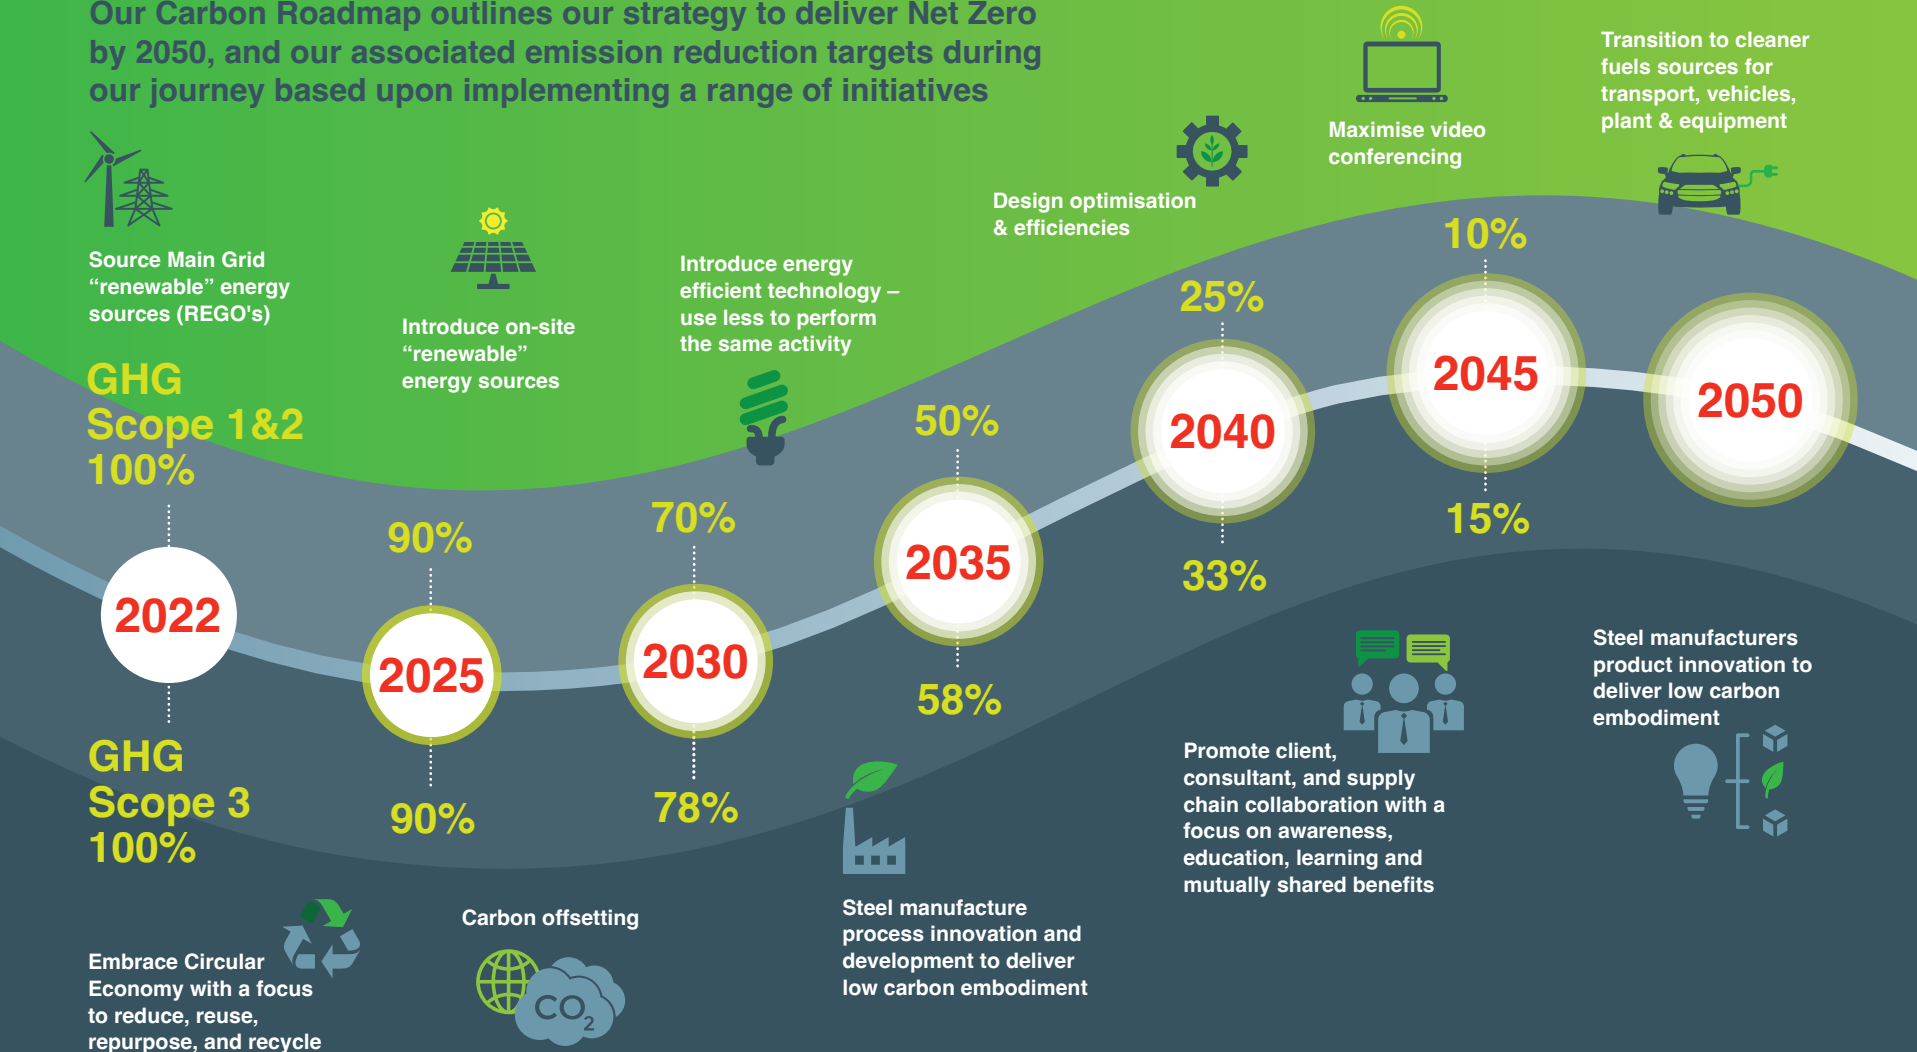 Our Carbon Roadmap outlines our strategy to deliver Net Zero
by 2050, and our associated emission reduction targets during
our journey based upon implementing a range of initiatives
Source Main Grid
“renewable” energy
sources (REGO's)
Introduce on-site
“renewable”
energy sources
Introduce energy
efficient technology –
use less to perform
the same activity
Design optimisation
& efficiencies
Maximise video
conferencing
Transition to cleaner
fuels sources for
transport, vehicles,
plant & equipment
GHG
Scope 1&2
100%
90%
70%
50%
25%
10%
2022
2025
2030
2035
2040
2045
2050
GHG
Scope 3
100%
90%
78%
58%
33%
15%
Embrace Circular
Economy with a focus
to reduce, reuse,
repurpose, and recycle
Carbon offsetting
CO2
Steel manufacture
process innovation and
development to deliver
low carbon embodiment
Promote client,
consultant, and supply
chain collaboration with a
focus on awareness,
education, learning and
mutually shared benefits
Steel manufacturers
product innovation to
deliver low carbon
embodiment